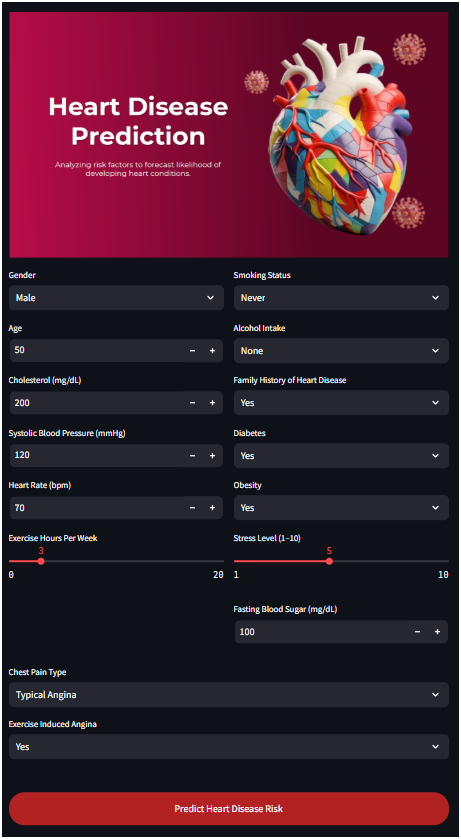 Heart Disease
Prediction
Analyzing risk factors to forecast likelihood of
developing heart conditions.
Gender
Male
Smoking Status
Never
Age
50
− +
Alcohol Intake
None
Cholesterol (mg/dL)
200
− +
Family History of Heart Disease
Yes
Systolic Blood Pressure (mmHg)
120
− +
Diabetes
Yes
Heart Rate (bpm)
70
− +
Obesity
Yes
Exercise Hours Per Week
3
0 20
Stress Level (1–10)
5
1 10
Fasting Blood Sugar (mg/dL)
100
− +
Chest Pain Type
Typical Angina
Exercise Induced Angina
Yes
Predict Heart Disease Risk